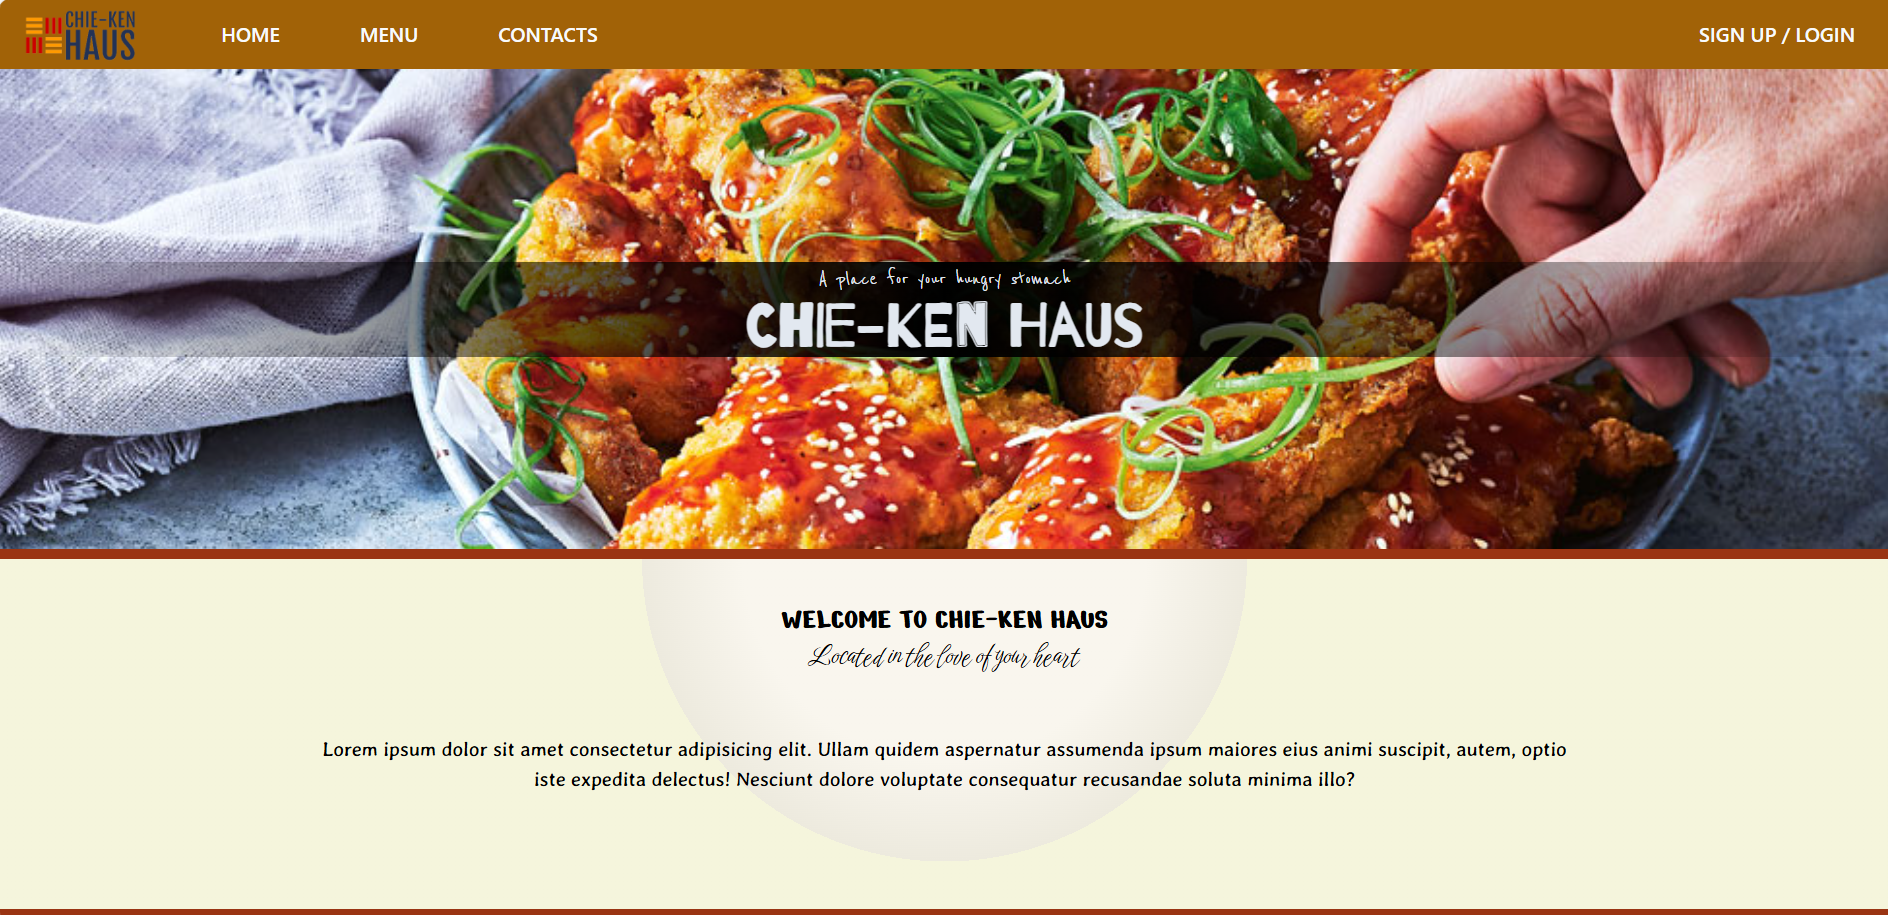 CHIE-KEN
HAUS
HOME
MENU
CONTACTS
SIGN UP / LOGIN
A place for your hungry stomach
CHIE-KEN HAUS
WELCOME TO CHIE-KEN HAUS
Located in the love of your heart
Lorem ipsum dolor sit amet consectetur adipisicing elit. Ullam quidem aspernatur assumenda ipsum maiores eius animi suscipit, autem, optio
iste expedita delectus! Nesciunt dolore voluptate consequatur recusandae soluta minima illo?